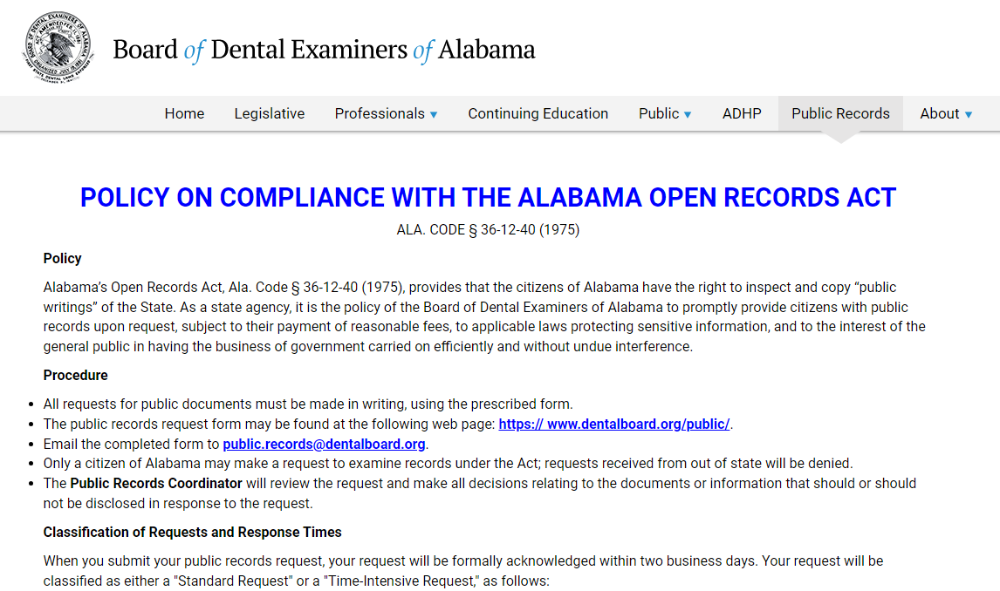 Board of Dental Examiners of Alabama
Home Legislative Professionals ▼ Continuing Education Public ▼ ADHP Public Records About ▼
POLICY ON COMPLIANCE WITH THE ALABAMA OPEN RECORDS ACT
ALA. CODE § 36-12-40 (1975)
Policy
Alabama’s Open Records Act, Ala. Code § 36-12-40 (1975), provides that the citizens of Alabama have the right to inspect and copy “public
writings” of the State. As a state agency, it is the policy of the Board of Dental Examiners of Alabama to promptly provide citizens with public
records upon request, subject to their payment of reasonable fees, to applicable laws protecting sensitive information, and to the interest of the
general public in having the business of government carried on efficiently and without undue interference.
Procedure
• All requests for public documents must be made in writing, using the prescribed form.
• The public records request form may be found at the following web page: https:// www.dentalboard.org/public/.
• Email the completed form to public.records@dentalboard.org.
• Only a citizen of Alabama may make a request to examine records under the Act; requests received from out of state will be denied.
• The Public Records Coordinator will review the request and make all decisions relating to the documents or information that should or should
not be disclosed in response to the request.
Classification of Requests and Response Times
When you submit your public records request, your request will be formally acknowledged within two business days. Your request will be
classified as either a "Standard Request" or a "Time-Intensive Request," as follows: